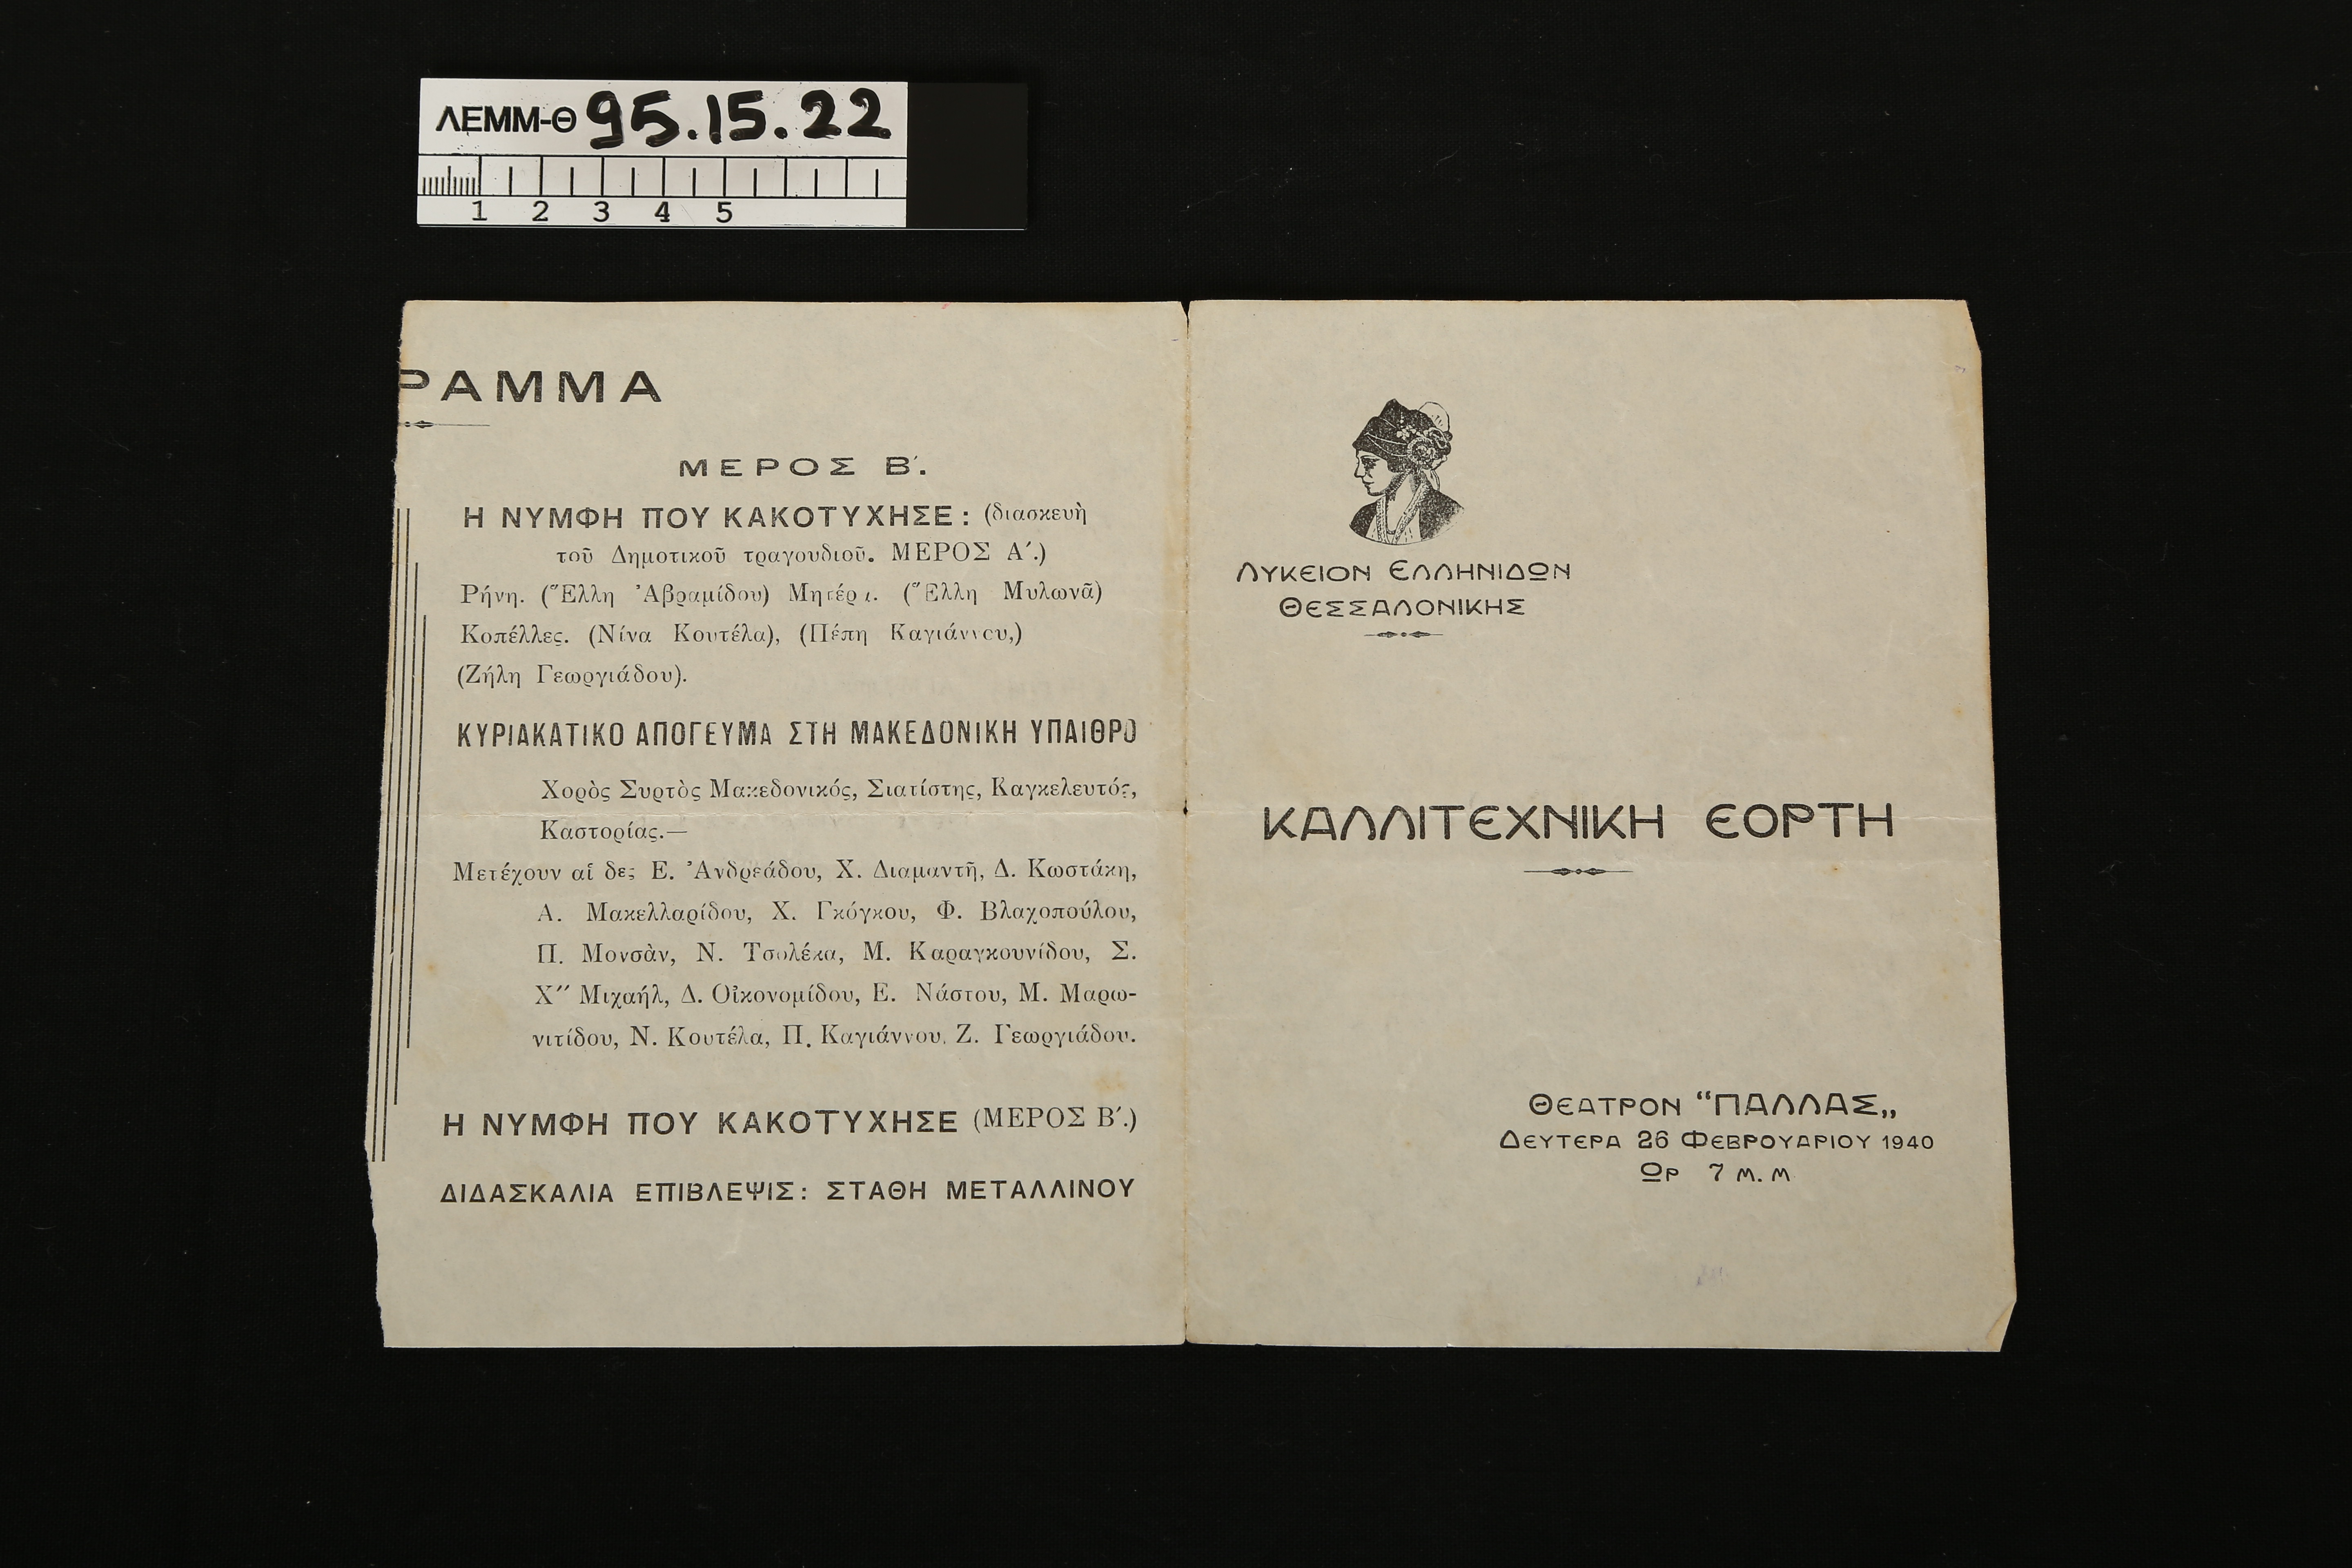 ΛΕΜΜ-Θ 95.15.22
1 2 3 4 5
ΡΑΜΜΑ
ΜΕΡΟΣ Β΄.
Η ΝΥΜΦΗ ΠΟΥ ΚΑΚΟΤΥΧΗΣΕ: (διασκευὴ
τοῦ Δημοτικοῦ τραγουδιοῦ. ΜΕΡΟΣ Α΄.)
Ρήνη. (Ἕλλη Ἀβραμίδου) Μητέρα. (Ἕλλη Μυλωνᾶ)
Κοπέλλες. (Νίνα Κουτέλα), (Πέπη Καγιάννου,)
(Ζήλη Γεωργιάδου).
ΚΥΡΙΑΚΑΤΙΚΟ ΑΠΟΓΕΥΜΑ ΣΤΗ ΜΑΚΕΔΟΝΙΚΗ ΥΠΑΙΘΡΟ
Χορὸς Συρτὸς Μακεδονικός, Σιατίστης, Καγκελευτός,
Καστορίας.—
Μετέχουν αἱ δες Ε. Ἀνδρεάδου, Χ. Διαμαντῆ, Δ. Κωστάκη,
Α. Μακελλαρίδου, Χ. Γκόγκου, Φ. Βλαχοπούλου,
Π. Μονσὰν, Ν. Τσολέκα, Μ. Καραγκουνίδου, Σ.
Χ΄΄ Μιχαήλ, Δ. Οἰκονομίδου, Ε. Νάστου, Μ. Μαρω-
νιτίδου, Ν. Κουτέλα, Π. Καγιάννου, Ζ. Γεωργιάδου.
Η ΝΥΜΦΗ ΠΟΥ ΚΑΚΟΤΥΧΗΣΕ (ΜΕΡΟΣ Β΄.)
ΔΙΔΑΣΚΑΛΙΑ ΕΠΙΒΛΕΨΙΣ: ΣΤΑΘΗ ΜΕΤΑΛΛΙΝΟΥ
ΛΥΚΕΙΟΝ ΕΛΛΗΝΙΔΩΝ
ΘΕΣΣΑΛΟΝΙΚΗΣ
ΚΑΛΛΙΤΕΧΝΙΚΗ ΕΟΡΤΗ
ΘΕΑΤΡΟΝ “ΠΑΛΛΑΣ„
ΔΕΥΤΕΡΑ 26 ΦΕΒΡΟΥΑΡΙΟΥ 1940
ΩΡ 7 Μ.Μ